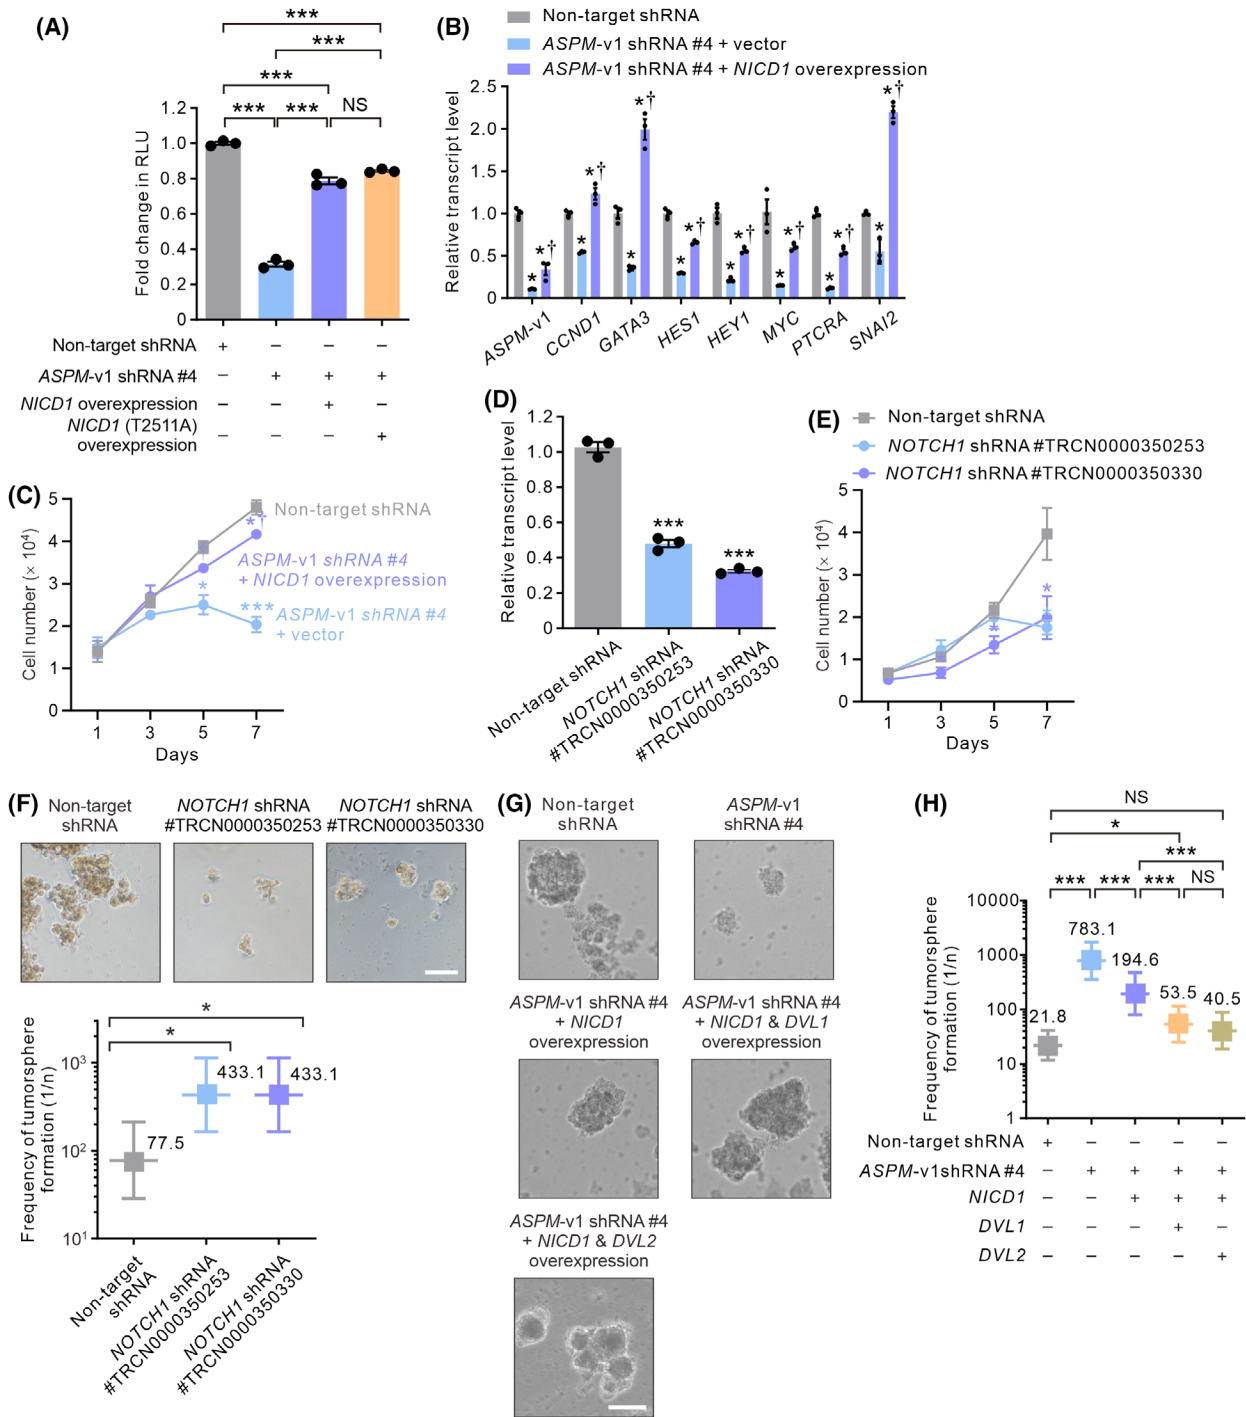 (A)
***
***
***
*** *** NS
Fold change in RLU
1.2
1.0
0.8
0.6
0.4
0.2
0
Non-target shRNA + − − −
ASPM-v1 shRNA #4 − + + +
NICD1 overexpression − − + −
NICD1 (T2511A)
overexpression − − − +
(B)
Non-target shRNA
ASPM-v1 shRNA #4 + vector
ASPM-v1 shRNA #4 + NICD1 overexpression
Relative transcript level
2.5
2.0
1.5
1.0
0.5
0
* *† * *† * *† * *† * *† * *† * *† * *†
ASPM-v1 CCND1 GATA3 HES1 HEY1 MYC PTCRA SNAI2
(C)
Cell number (× 10⁴)
5
4
3
2
1
0
Non-target shRNA
*†
ASPM-v1 shRNA #4
+ NICD1 overexpression
*
***
ASPM-v1 shRNA #4
+ vector
1 3 5 7
Days
(D)
Relative transcript level
1.2
1.0
0.8
0.6
0.4
0.2
0
***
***
Non-target shRNA
NOTCH1 shRNA
#TRCN0000350253
NOTCH1 shRNA
#TRCN0000350330
(E)
Non-target shRNA
NOTCH1 shRNA #TRCN0000350253
NOTCH1 shRNA #TRCN0000350330
Cell number (× 10⁴)
5
4
3
2
1
0
*
*
1 3 5 7
Days
(F)
Non-target
shRNA
NOTCH1 shRNA
#TRCN0000350253
NOTCH1 shRNA
#TRCN0000350330
Frequency of tumorsphere
formation (1/n)
10³
10²
10¹
*
*
77.5
433.1
433.1
Non-target
shRNA
NOTCH1 shRNA
#TRCN0000350253
NOTCH1 shRNA
#TRCN0000350330
(G)
Non-target
shRNA
ASPM-v1
shRNA #4
ASPM-v1 shRNA #4
+ NICD1
overexpression
ASPM-v1 shRNA #4
+ NICD1 & DVL1
overexpression
ASPM-v1 shRNA #4
+ NICD1 & DVL2
overexpression
(H)
NS
*
***
*** *** *** NS
Frequency of tumorsphere
formation (1/n)
10000
1000
100
10
1
21.8
783.1
194.6
53.5
40.5
Non-target shRNA + − − − −
ASPM-v1shRNA #4 − + + + +
NICD1 − − + + +
DVL1 − − − + −
DVL2 − − − − +